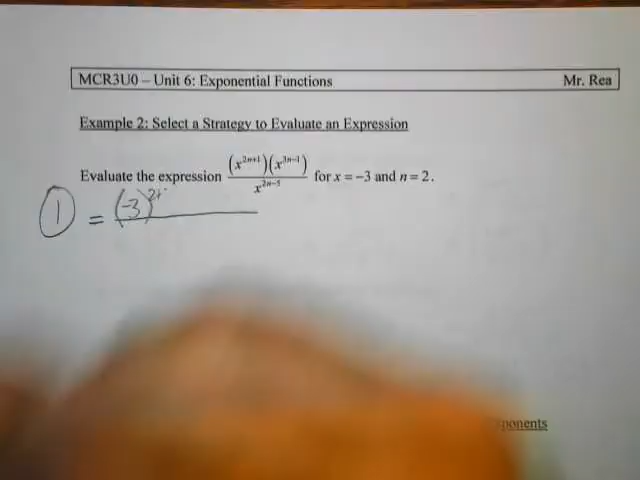 MCR3U0 – Unit 6: Exponential Functions Mr. Rea
Example 2: Select a Strategy to Evaluate an Expression
Evaluate the expression (x^{2n+1})(x^{3n-1}) / x^{2n-5} for x = −3 and n = 2.
① = (-3)^2
ponents